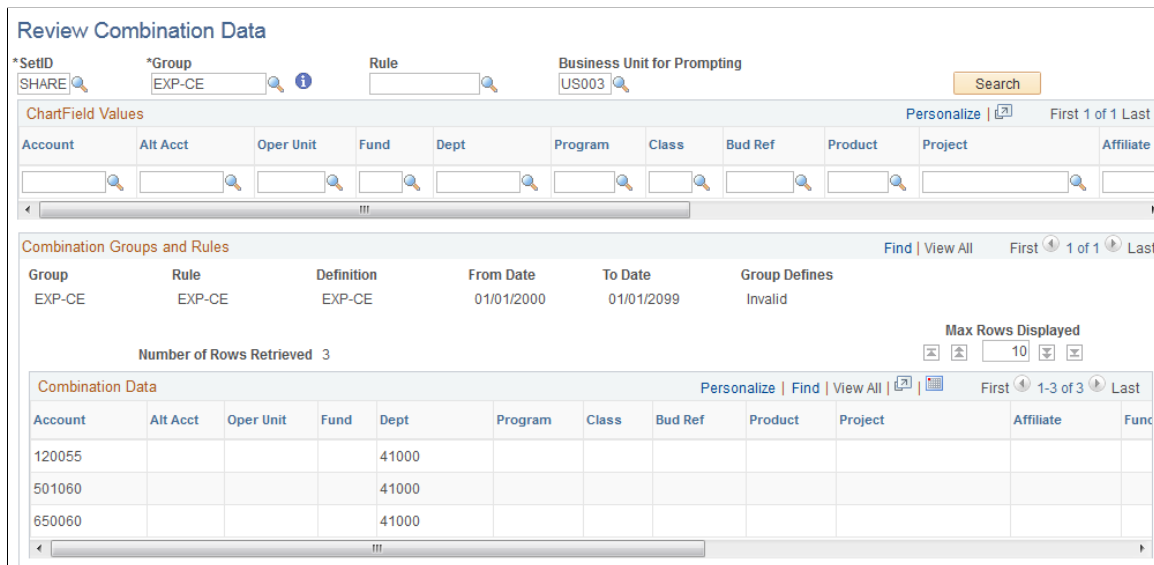 Review Combination Data
*SetID *Group Rule Business Unit for Prompting
SHARE EXP-CE US003 Search
ChartField Values Personalize | First 1 of 1 Last
Account Alt Acct Oper Unit Fund Dept Program Class Bud Ref Product Project Affiliate
Combination Groups and Rules Find | View All First 1 of 1 Last
Group Rule Definition From Date To Date Group Defines
EXP-CE EXP-CE EXP-CE 01/01/2000 01/01/2099 Invalid
Max Rows Displayed
Number of Rows Retrieved 3 10
Combination Data Personalize | Find | View All | | First 1-3 of 3 Last
Account Alt Acct Oper Unit Fund Dept Program Class Bud Ref Product Project Affiliate Func
120055 41000
501060 41000
650060 41000